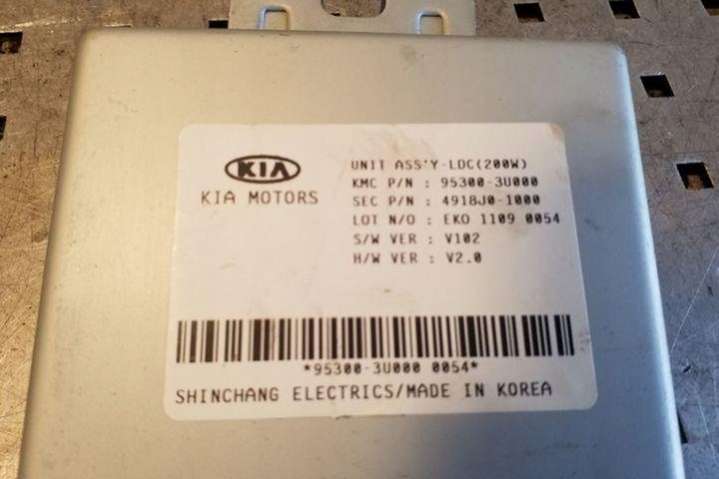 KIA
KIA MOTORS
UNIT ASS'Y-LDC(200W)
KMC P/N : 95300-3U000
SEC P/N : 4918J0-1000
LOT N/O : EKO 1109 0054
S/W VER : V102
H/W VER : V2.0
*95300-3U000 0054*
SHINCHANG ELECTRICS/MADE IN KOREA